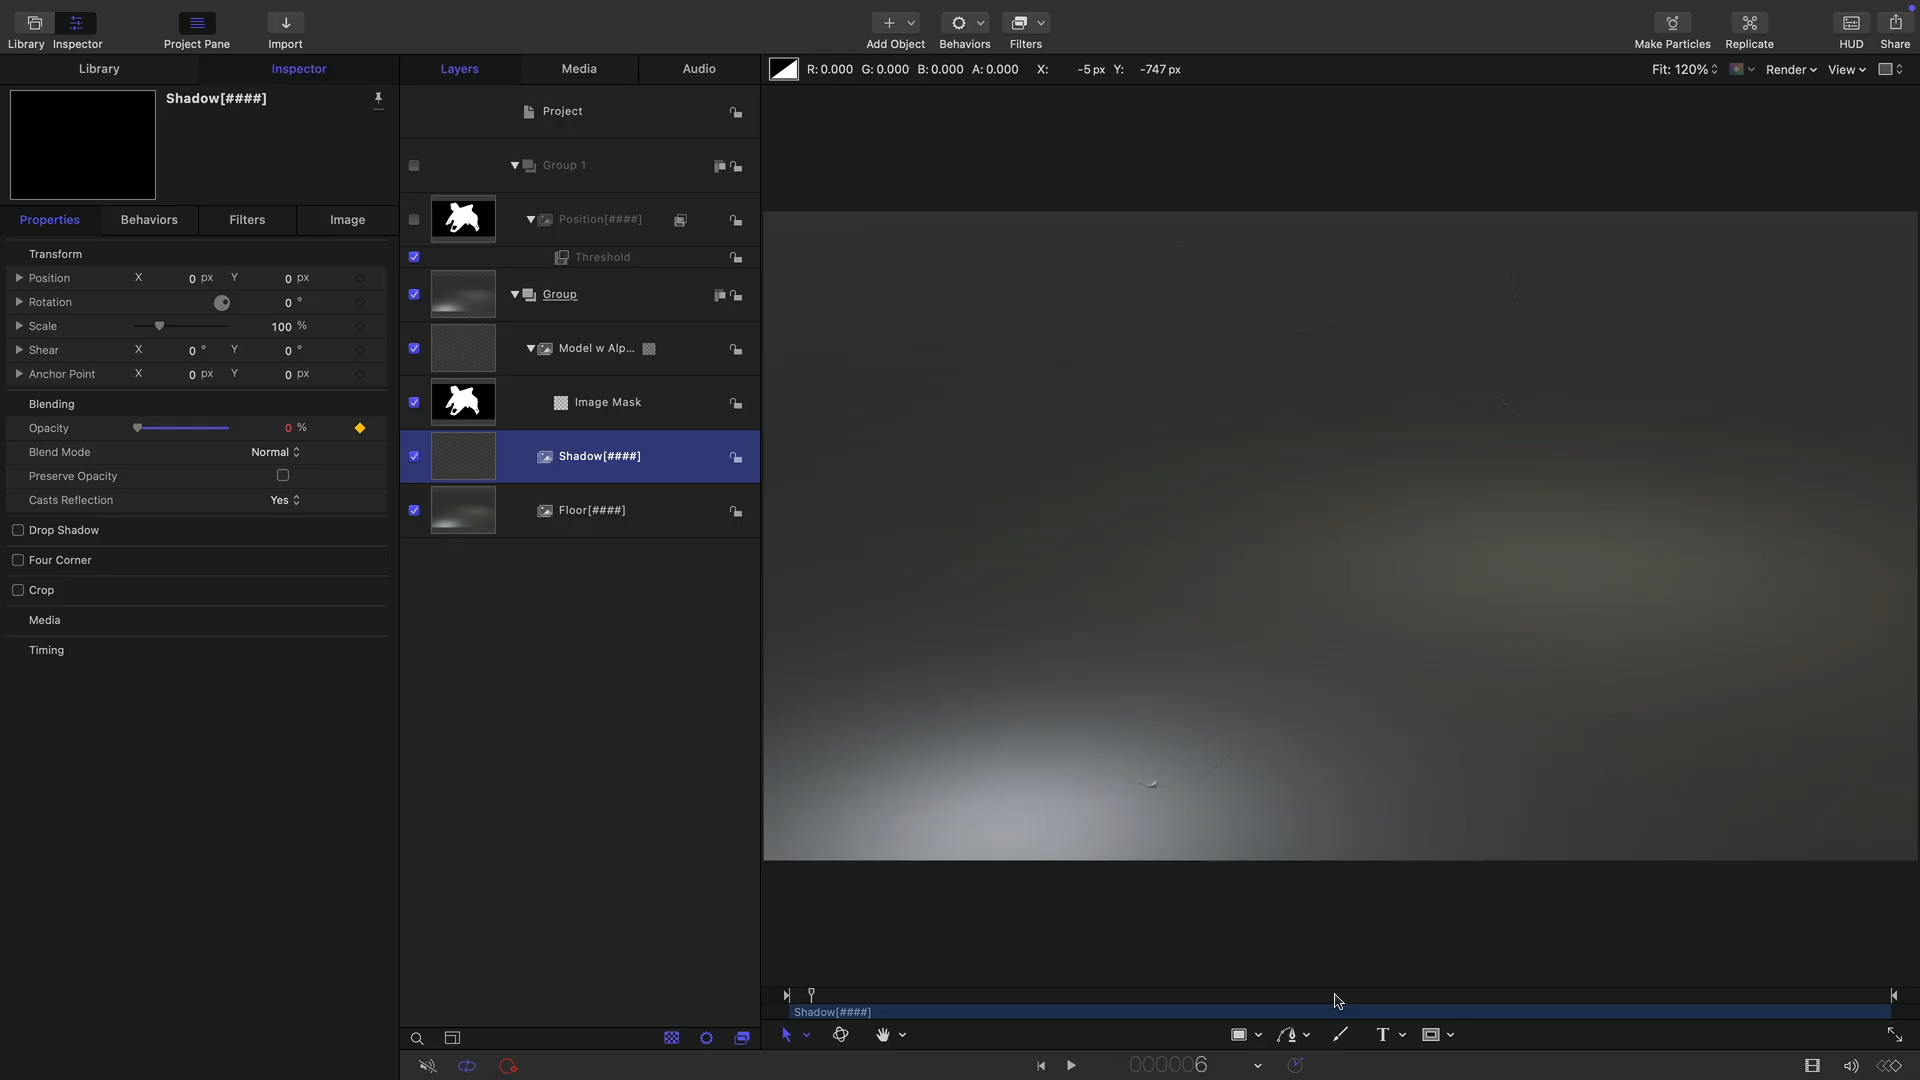 Library Inspector Project Pane Import Add Object Behaviors Filters Make Particles Replicate HUD Share
Library Inspector Layers Media Audio R: 0.000 G: 0.000 B: 0.000 A: 0.000 X: -5 px Y: -747 px Fit: 120% Render View
Shadow[####]
Project
Group 1
Properties Behaviors Filters Image Position[####]
Transform Threshold
Position X 0 px Y 0 px
Rotation 0 ° Group
Scale 100 %
Shear X 0 ° Y 0 ° Model w Alp...
Anchor Point X 0 px Y 0 px
Blending Image Mask
Opacity 0 %
Blend Mode Normal Shadow[####]
Preserve Opacity
Casts Reflection Yes Floor[####]
Drop Shadow
Four Corner
Crop
Media
Timing
Shadow[####]
T
000006